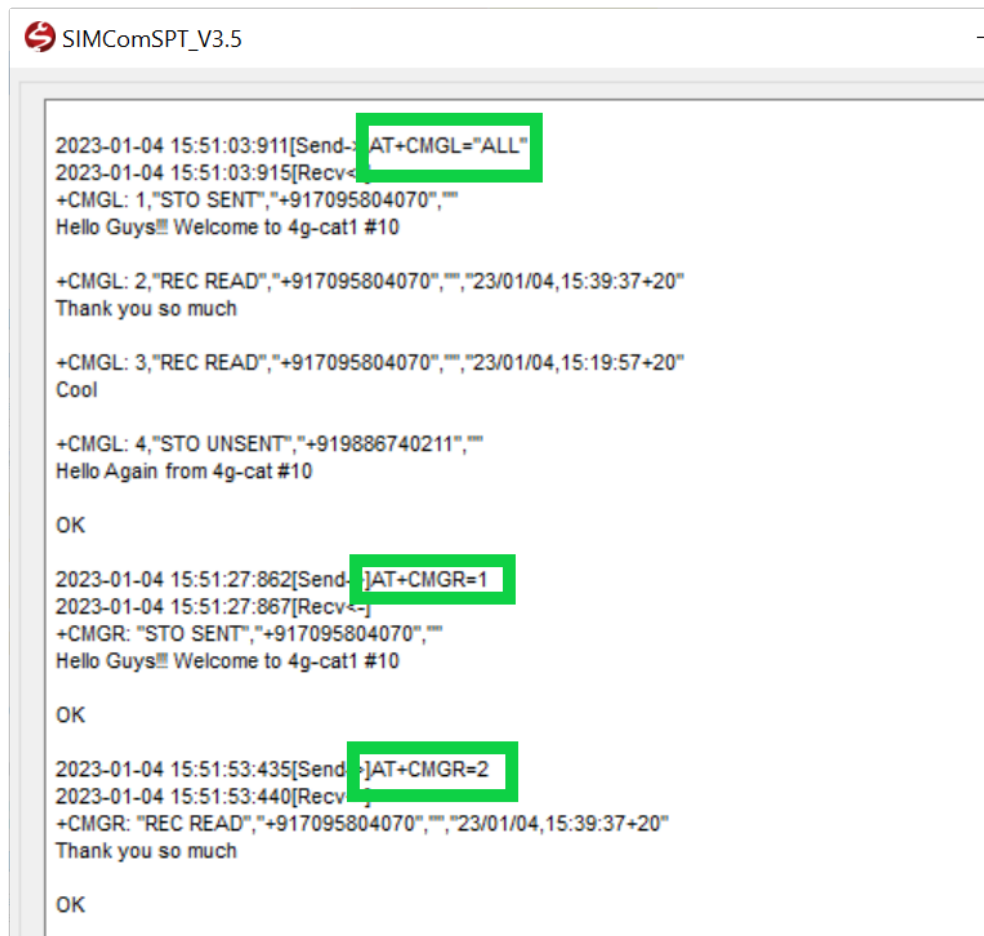 SIMComSPT_V3.5
2023-01-04 15:51:03:911[Send- AT+CMGL="ALL"
2023-01-04 15:51:03:915[Recv<
+CMGL: 1,"STO SENT","+917095804070",""
Hello Guys!!! Welcome to 4g-cat1 #10
+CMGL: 2,"REC READ","+917095804070","","23/01/04,15:39:37+20"
Thank you so much
+CMGL: 3,"REC READ","+917095804070","","23/01/04,15:19:57+20"
Cool
+CMGL: 4,"STO UNSENT","+919886740211",""
Hello Again from 4g-cat #10
OK
2023-01-04 15:51:27:862[Send- ]AT+CMGR=1
2023-01-04 15:51:27:867[Recv<-]
+CMGR: "STO SENT","+917095804070",""
Hello Guys!!! Welcome to 4g-cat1 #10
OK
2023-01-04 15:51:53:435[Send >]AT+CMGR=2
2023-01-04 15:51:53:440[Recv
+CMGR: "REC READ","+917095804070","","23/01/04,15:39:37+20"
Thank you so much
OK